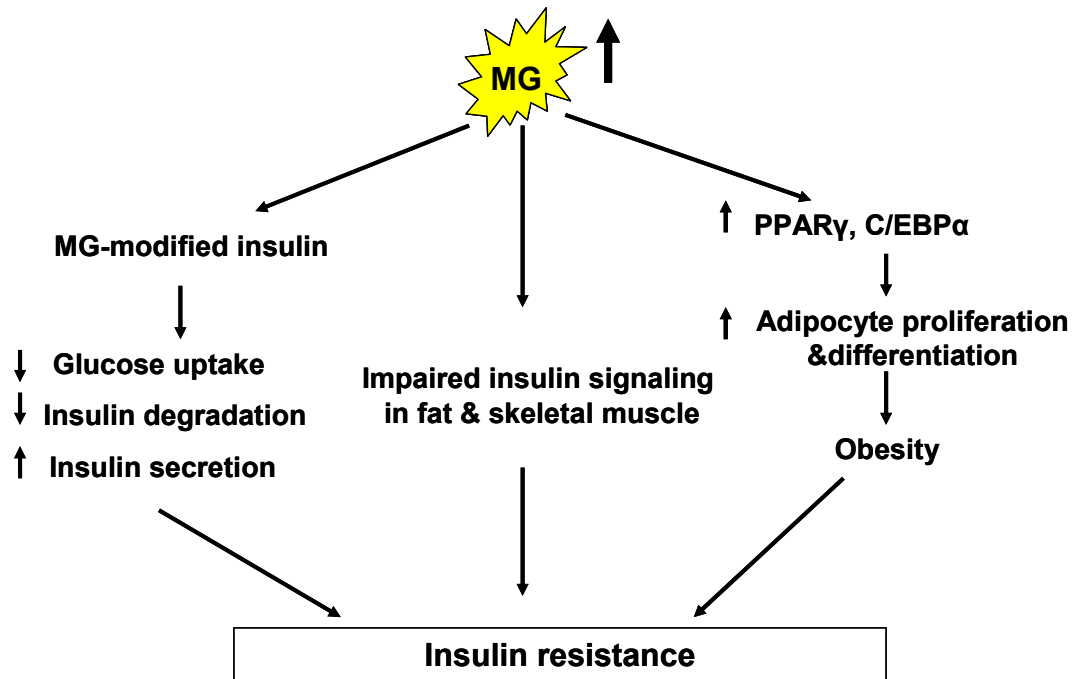 MG
MG-modified insulin
Glucose uptake
Insulin degradation
Insulin secretion
Impaired insulin signaling
in fat & skeletal muscle
PPARγ, C/EBPα
Adipocyte proliferation
&differentiation
Obesity
Insulin resistance